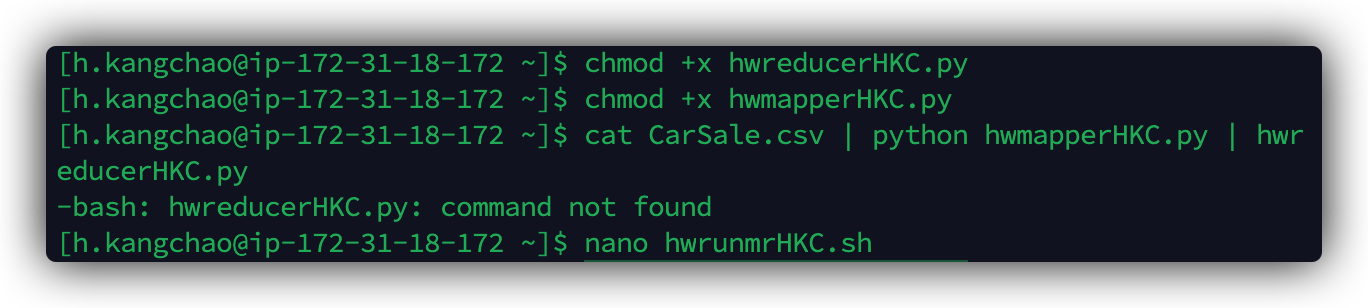 [h.kangchao@ip-172-31-18-172 ~]$ chmod +x hwreducerHKC.py
[h.kangchao@ip-172-31-18-172 ~]$ chmod +x hwmapperHKC.py
[h.kangchao@ip-172-31-18-172 ~]$ cat CarSale.csv | python hwmapperHKC.py | hwr
educerHKC.py
-bash: hwreducerHKC.py: command not found
[h.kangchao@ip-172-31-18-172 ~]$ nano hwrunmrHKC.sh